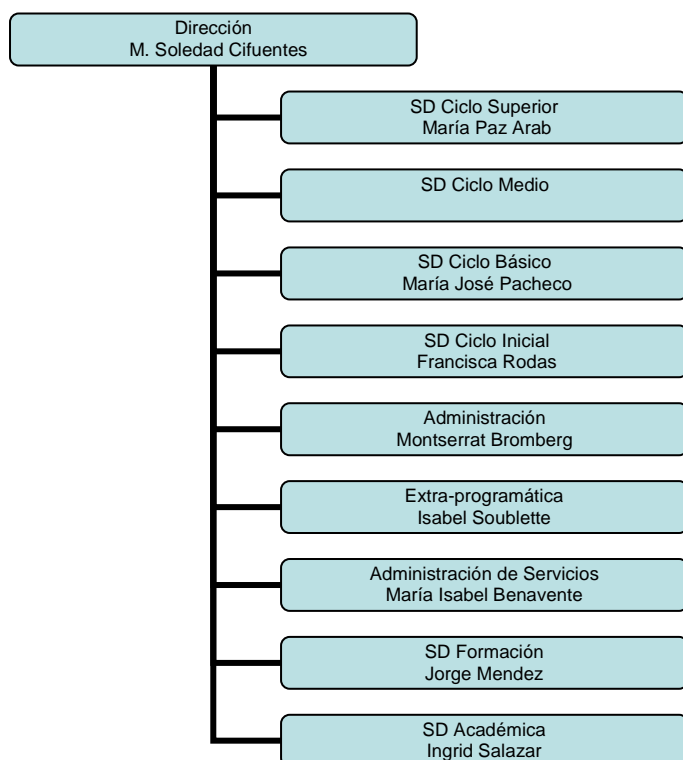 Dirección
M. Soledad Cifuentes
SD Ciclo Superior
María Paz Arab
SD Ciclo Medio
SD Ciclo Básico
María José Pacheco
SD Ciclo Inicial
Francisca Rodas
Administración
Montserrat Bromberg
Extra-programática
Isabel Soublette
Administración de Servicios
María Isabel Benavente
SD Formación
Jorge Mendez
SD Académica
Ingrid Salazar